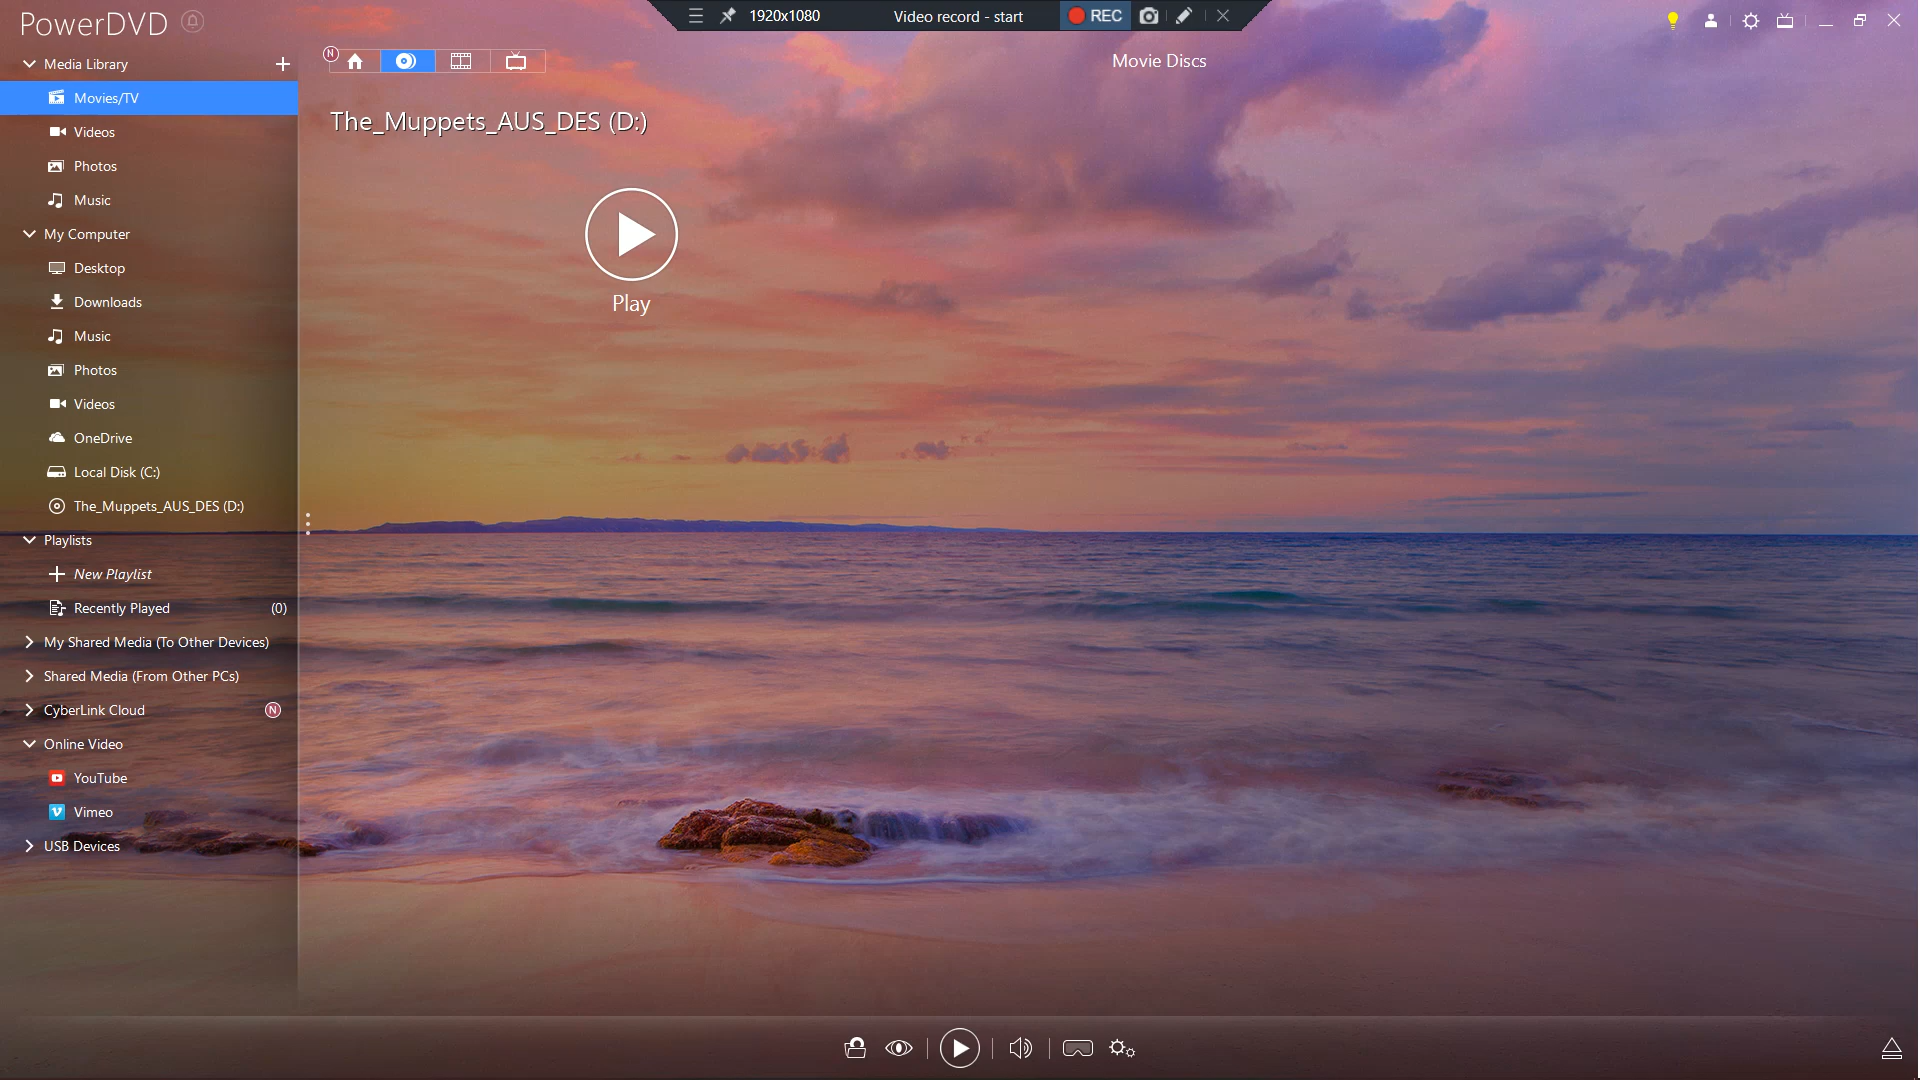 PowerDVD
1920x1080
Video record - start
REC
Media Library
Movies/TV
Videos
Photos
Music
My Computer
Desktop
Downloads
Music
Photos
Videos
OneDrive
Local Disk (C:)
The_Muppets_AUS_DES (D:)
Playlists
New Playlist
Recently Played (0)
My Shared Media (To Other Devices)
Shared Media (From Other PCs)
CyberLink Cloud N
Online Video
YouTube
Vimeo
USB Devices
N
Movie Discs
The_Muppets_AUS_DES (D:)
Play